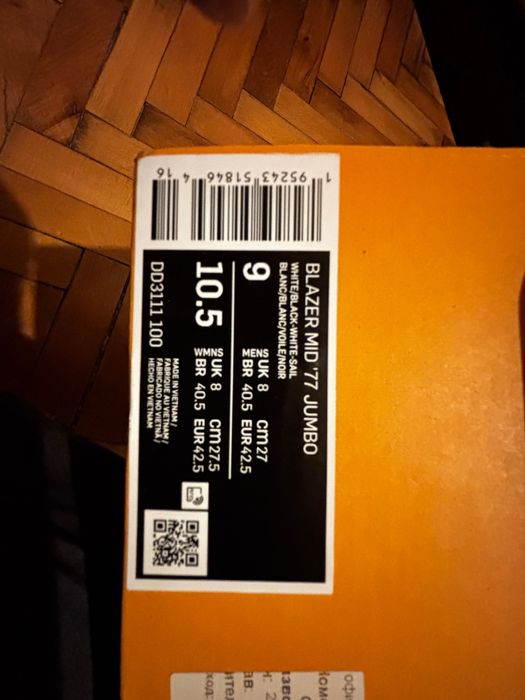 BLAZER MID '77 JUMBO
WHITE/BLACK-WHITE-SAIL
BLANC/BLANC/VOILE/NOIR
9
MENS UK 8 cm 27
BR 40.5 EUR 42.5
10.5
WMNS UK 8 cm 27.5
BR 40.5 EUR 42.5
DD3111 100
MADE IN VIETNAM /
FABRIQUE AU VIETNAM /
FABRICADO NO VIETNÃ /
HECHO EN VIETNAM
1 95243 51846 4 16